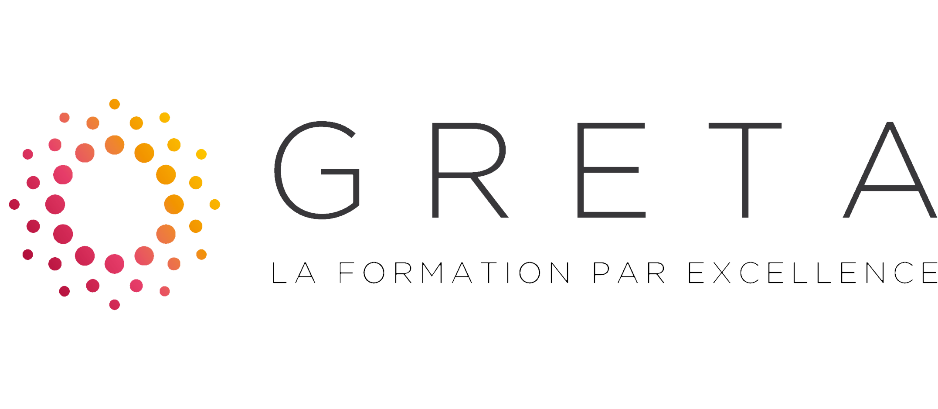 GRETA
LA FORMATION PAR EXCELLENCE